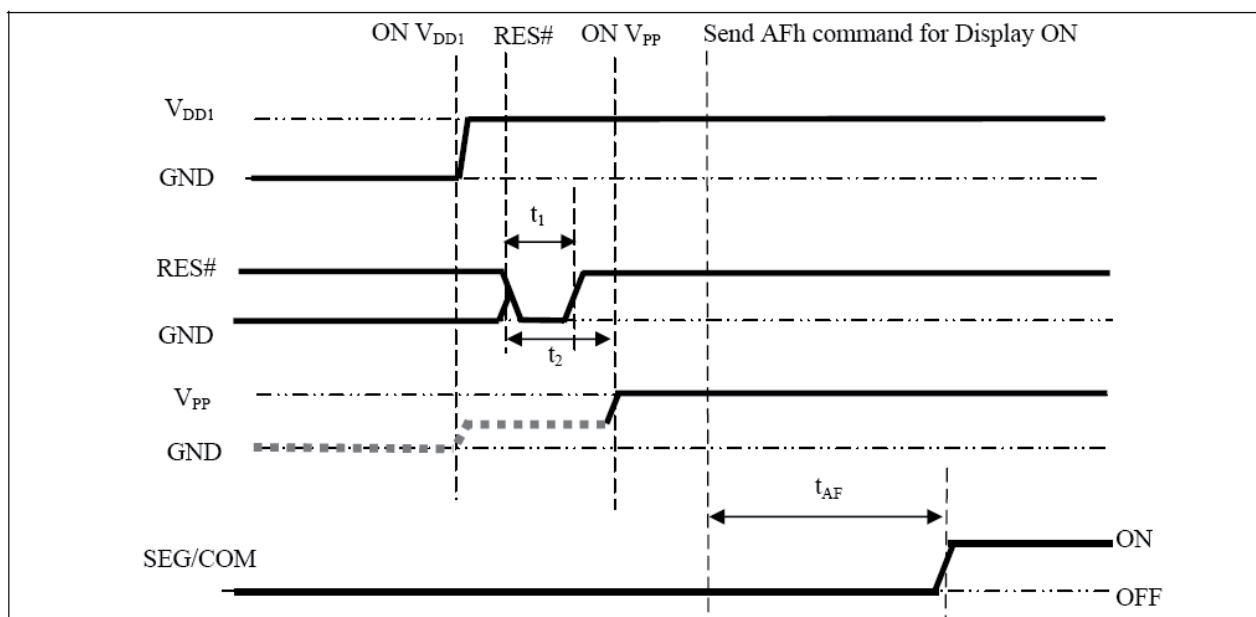 ON VDD1 RES# ON VPP Send AFh command for Display ON
VDD1
GND
t1
RES#
GND
t2
VPP
GND
tAF
SEG/COM
ON
OFF